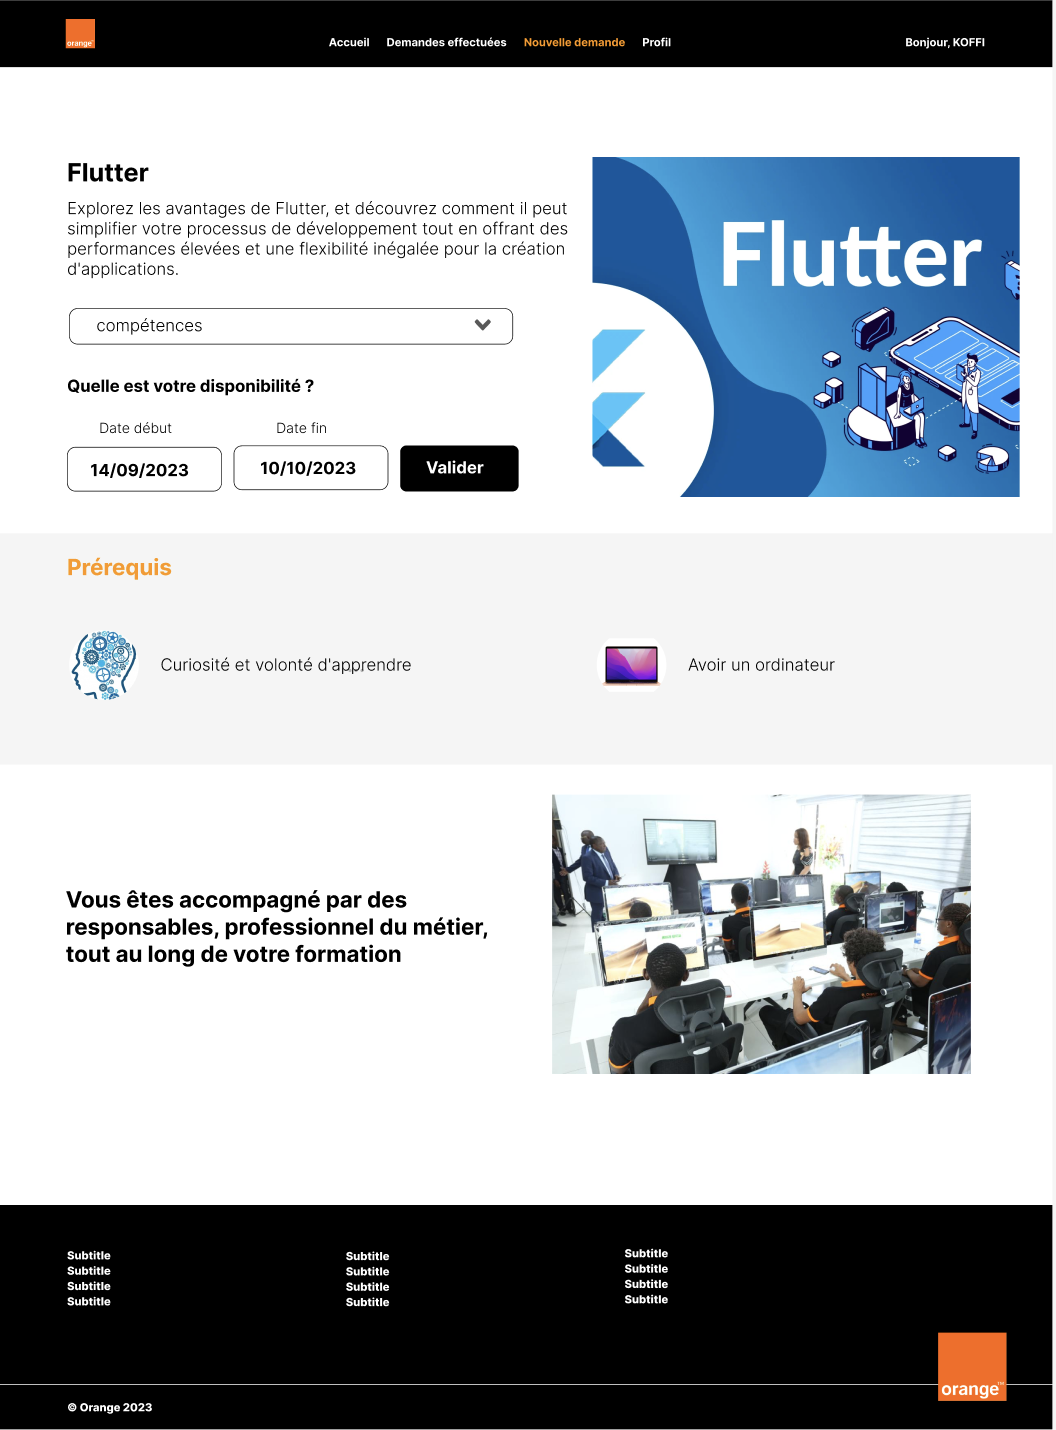 orange™
Accueil Demandes effectuées Nouvelle demande Profil
Bonjour, KOFFI
Flutter
Explorez les avantages de Flutter, et découvrez comment il peut
simplifier votre processus de développement tout en offrant des
performances élevées et une flexibilité inégalée pour la création
d'applications.
compétences
Quelle est votre disponibilité ?
Date début Date fin
14/09/2023 10/10/2023 Valider
Flutter
Prérequis
Curiosité et volonté d'apprendre
Avoir un ordinateur
Vous êtes accompagné par des
responsables, professionnel du métier,
tout au long de votre formation
Subtitle
Subtitle
Subtitle
Subtitle
Subtitle
Subtitle
Subtitle
Subtitle
Subtitle
Subtitle
Subtitle
Subtitle
orange™
© Orange 2023